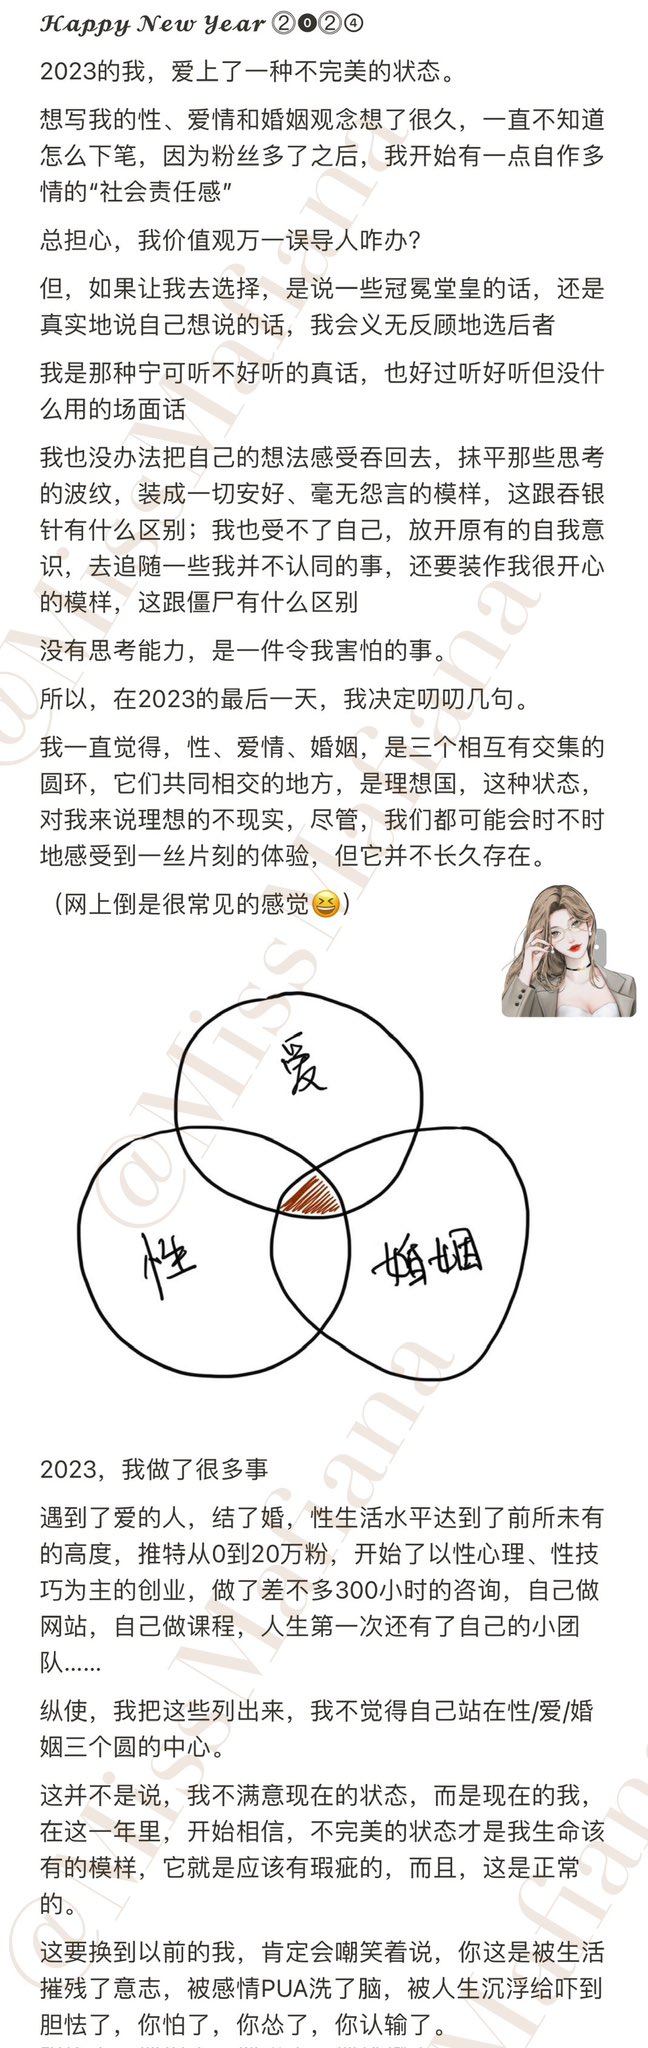 Happy New Year ②⓿②④
2023的我，爱上了一种不完美的状态。
想写我的性、爱情和婚姻观念想了很久，一直不知道
怎么下笔，因为粉丝多了之后，我开始有一点自作多
情的“社会责任感”
总担心，我价值观万一误导人咋办？
但，如果让我去选择，是说一些冠冕堂皇的话，还是
真实地说自己想说的话，我会义无反顾地选后者
我是那种宁可听不好听的真话，也好过听好听但没什
么用的场面话
我也没办法把自己的想法感受吞回去，抹平那些思考
的波纹，装成一切安好、毫无怨言的模样，这跟吞银
针有什么区别；我也受不了自己，放开原有的自我意
识，去追随一些我并不认同的事，还要装作我很开心
的模样，这跟僵尸有什么区别
没有思考能力，是一件令我害怕的事。
所以，在2023的最后一天，我决定叨叨几句。
我一直觉得，性、爱情、婚姻，是三个相互有交集的
圆环，它们共同相交的地方，是理想国，这种状态，
对我来说理想的不现实，尽管，我们都可能会时不时
地感受到一丝片刻的体验，但它并不长久存在。
（网上倒是很常见的感觉😆）
爱
性
婚姻
2023，我做了很多事
遇到了爱的人，结了婚，性生活水平达到了前所未有
的高度，推特从0到20万粉，开始了以性心理、性技
巧为主的创业，做了差不多300小时的咨询，自己做
网站，自己做课程，人生第一次还有了自己的小团
队……
纵使，我把这些列出来，我不觉得自己站在性/爱/婚
姻三个圆的中心。
这并不是说，我不满意现在的状态，而是现在的我，
在这一年里，开始相信，不完美的状态才是我生命该
有的模样，它就是应该有瑕疵的，而且，这是正常
的。
这要换到以前的我，肯定会嘲笑着说，你这是被生活
摧残了意志，被感情PUA洗了脑，被人生沉浮给吓到
胆怯了，你怕了，你怂了，你认输了。
@MissMafiana
@MissMafiana
@MissMafiana